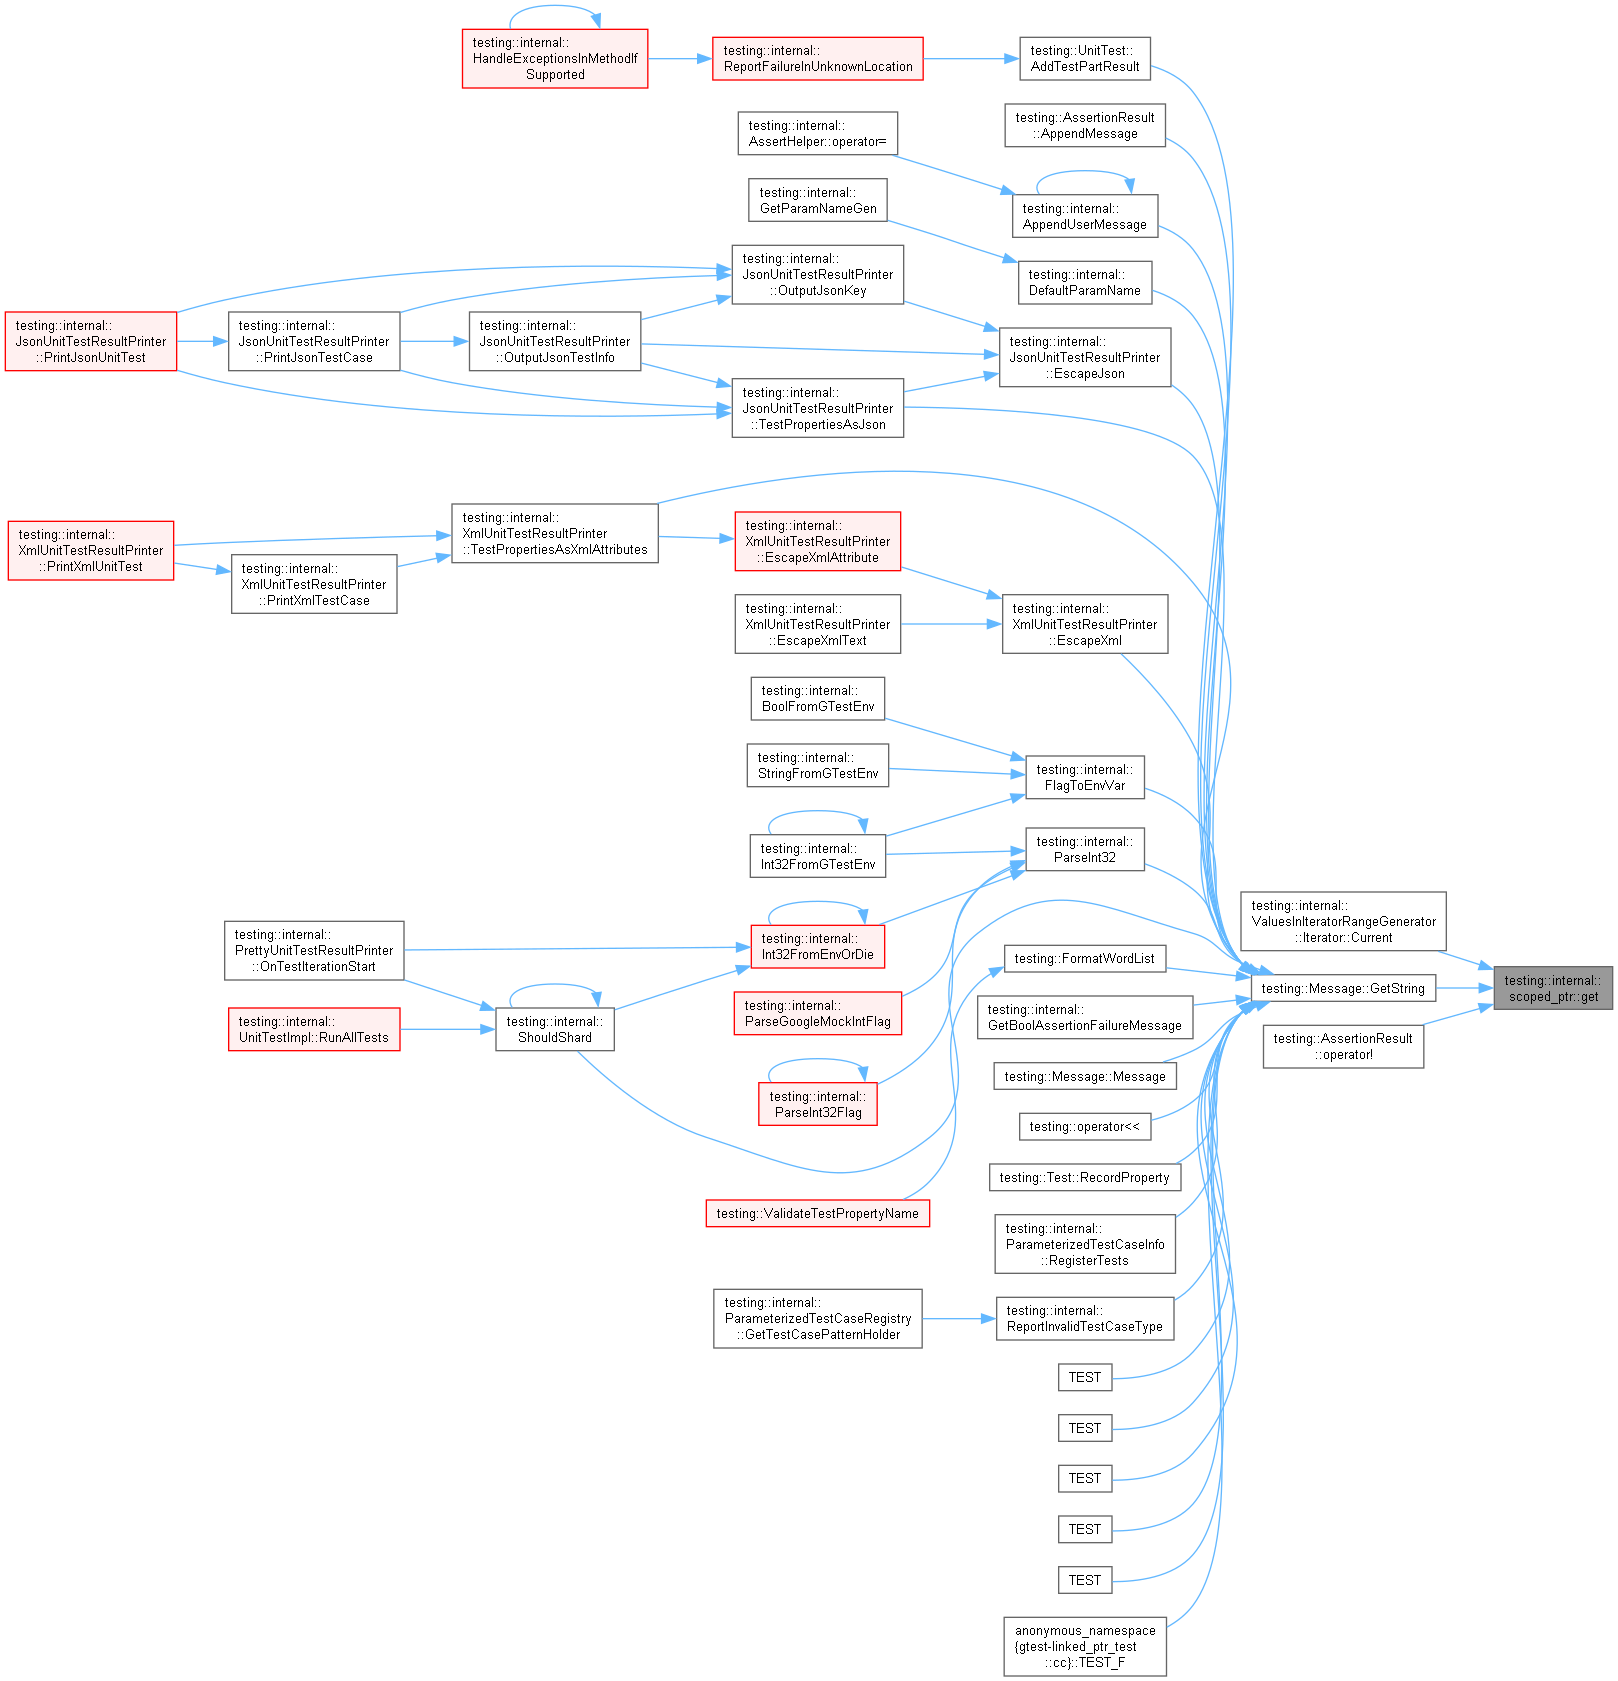 testing::internal::
HandleExceptionsInMethodIf
Supported
testing::internal::
ReportFailureInUnknownLocation
testing::UnitTest::
AddTestPartResult
testing::AssertionResult
::AppendMessage
testing::internal::
AssertHelper::operator=
testing::internal::
GetParamNameGen
testing::internal::
AppendUserMessage
testing::internal::
JsonUnitTestResultPrinter
::OutputJsonKey
testing::internal::
DefaultParamName
testing::internal::
JsonUnitTestResultPrinter
::PrintJsonUnitTest
testing::internal::
JsonUnitTestResultPrinter
::PrintJsonTestCase
testing::internal::
JsonUnitTestResultPrinter
::OutputJsonTestInfo
testing::internal::
JsonUnitTestResultPrinter
::EscapeJson
testing::internal::
JsonUnitTestResultPrinter
::TestPropertiesAsJson
testing::internal::
XmlUnitTestResultPrinter
::PrintXmlUnitTest
testing::internal::
XmlUnitTestResultPrinter
::PrintXmlTestCase
testing::internal::
XmlUnitTestResultPrinter
::TestPropertiesAsXmlAttributes
testing::internal::
XmlUnitTestResultPrinter
::EscapeXmlAttribute
testing::internal::
XmlUnitTestResultPrinter
::EscapeXmlText
testing::internal::
XmlUnitTestResultPrinter
::EscapeXml
testing::internal::
BoolFromGTestEnv
testing::internal::
StringFromGTestEnv
testing::internal::
FlagToEnvVar
testing::internal::
Int32FromGTestEnv
testing::internal::
ParseInt32
testing::internal::
PrettyUnitTestResultPrinter
::OnTestIterationStart
testing::internal::
Int32FromEnvOrDie
testing::FormatWordList
testing::internal::
ValuesInIteratorRangeGenerator
::Iterator::Current
testing::internal::
UnitTestImpl::RunAllTests
testing::internal::
ShouldShard
testing::internal::
ParseGoogleMockIntFlag
testing::internal::
GetBoolAssertionFailureMessage
testing::Message::GetString
testing::internal::
scoped_ptr::get
testing::AssertionResult
::operator!
testing::internal::
ParseInt32Flag
testing::Message::Message
testing::operator<<
testing::Test::RecordProperty
testing::ValidateTestPropertyName
testing::internal::
ParameterizedTestCaseInfo
::RegisterTests
testing::internal::
ParameterizedTestCaseRegistry
::GetTestCasePatternHolder
testing::internal::
ReportInvalidTestCaseType
TEST
TEST
TEST
TEST
TEST
anonymous_namespace
{gtest-linked_ptr_test
::cc}::TEST_F